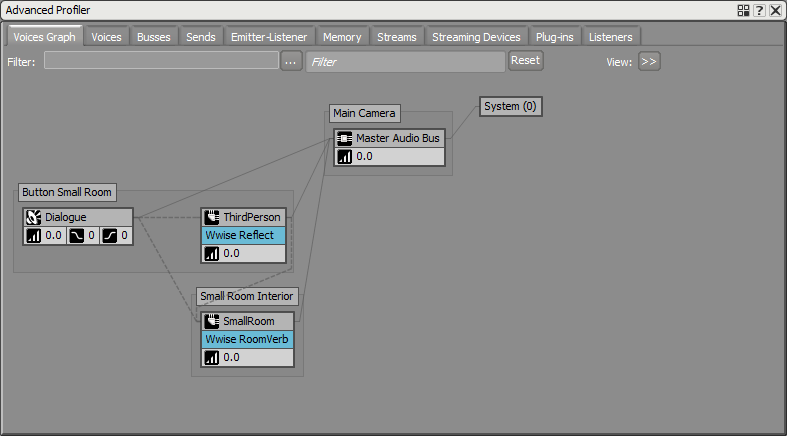 Advanced Profiler
Voices Graph Voices Busses Sends Emitter-Listener Memory Streams Streaming Devices Plug-ins Listeners
Filter: ... Filter Reset View: >>
System (0)
Main Camera
Master Audio Bus
0.0
Button Small Room
Dialogue
0.0 0 0
ThirdPerson
Wwise Reflect
0.0
Small Room Interior
SmallRoom
Wwise RoomVerb
0.0